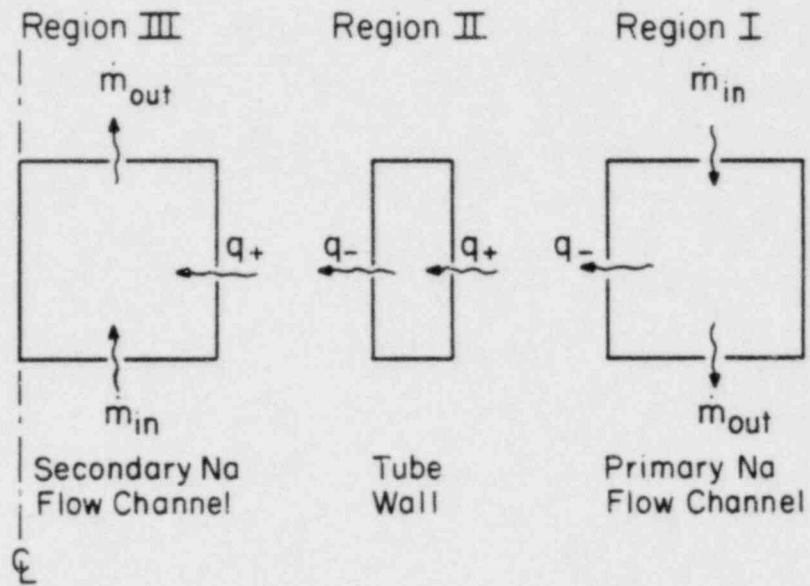 Region III
Region II
Region I
ṁout
ṁin
q+
q-
q+
q-
ṁin
ṁout
Secondary Na
Flow Channel
Tube
Wall
Primary Na
Flow Channel
℄